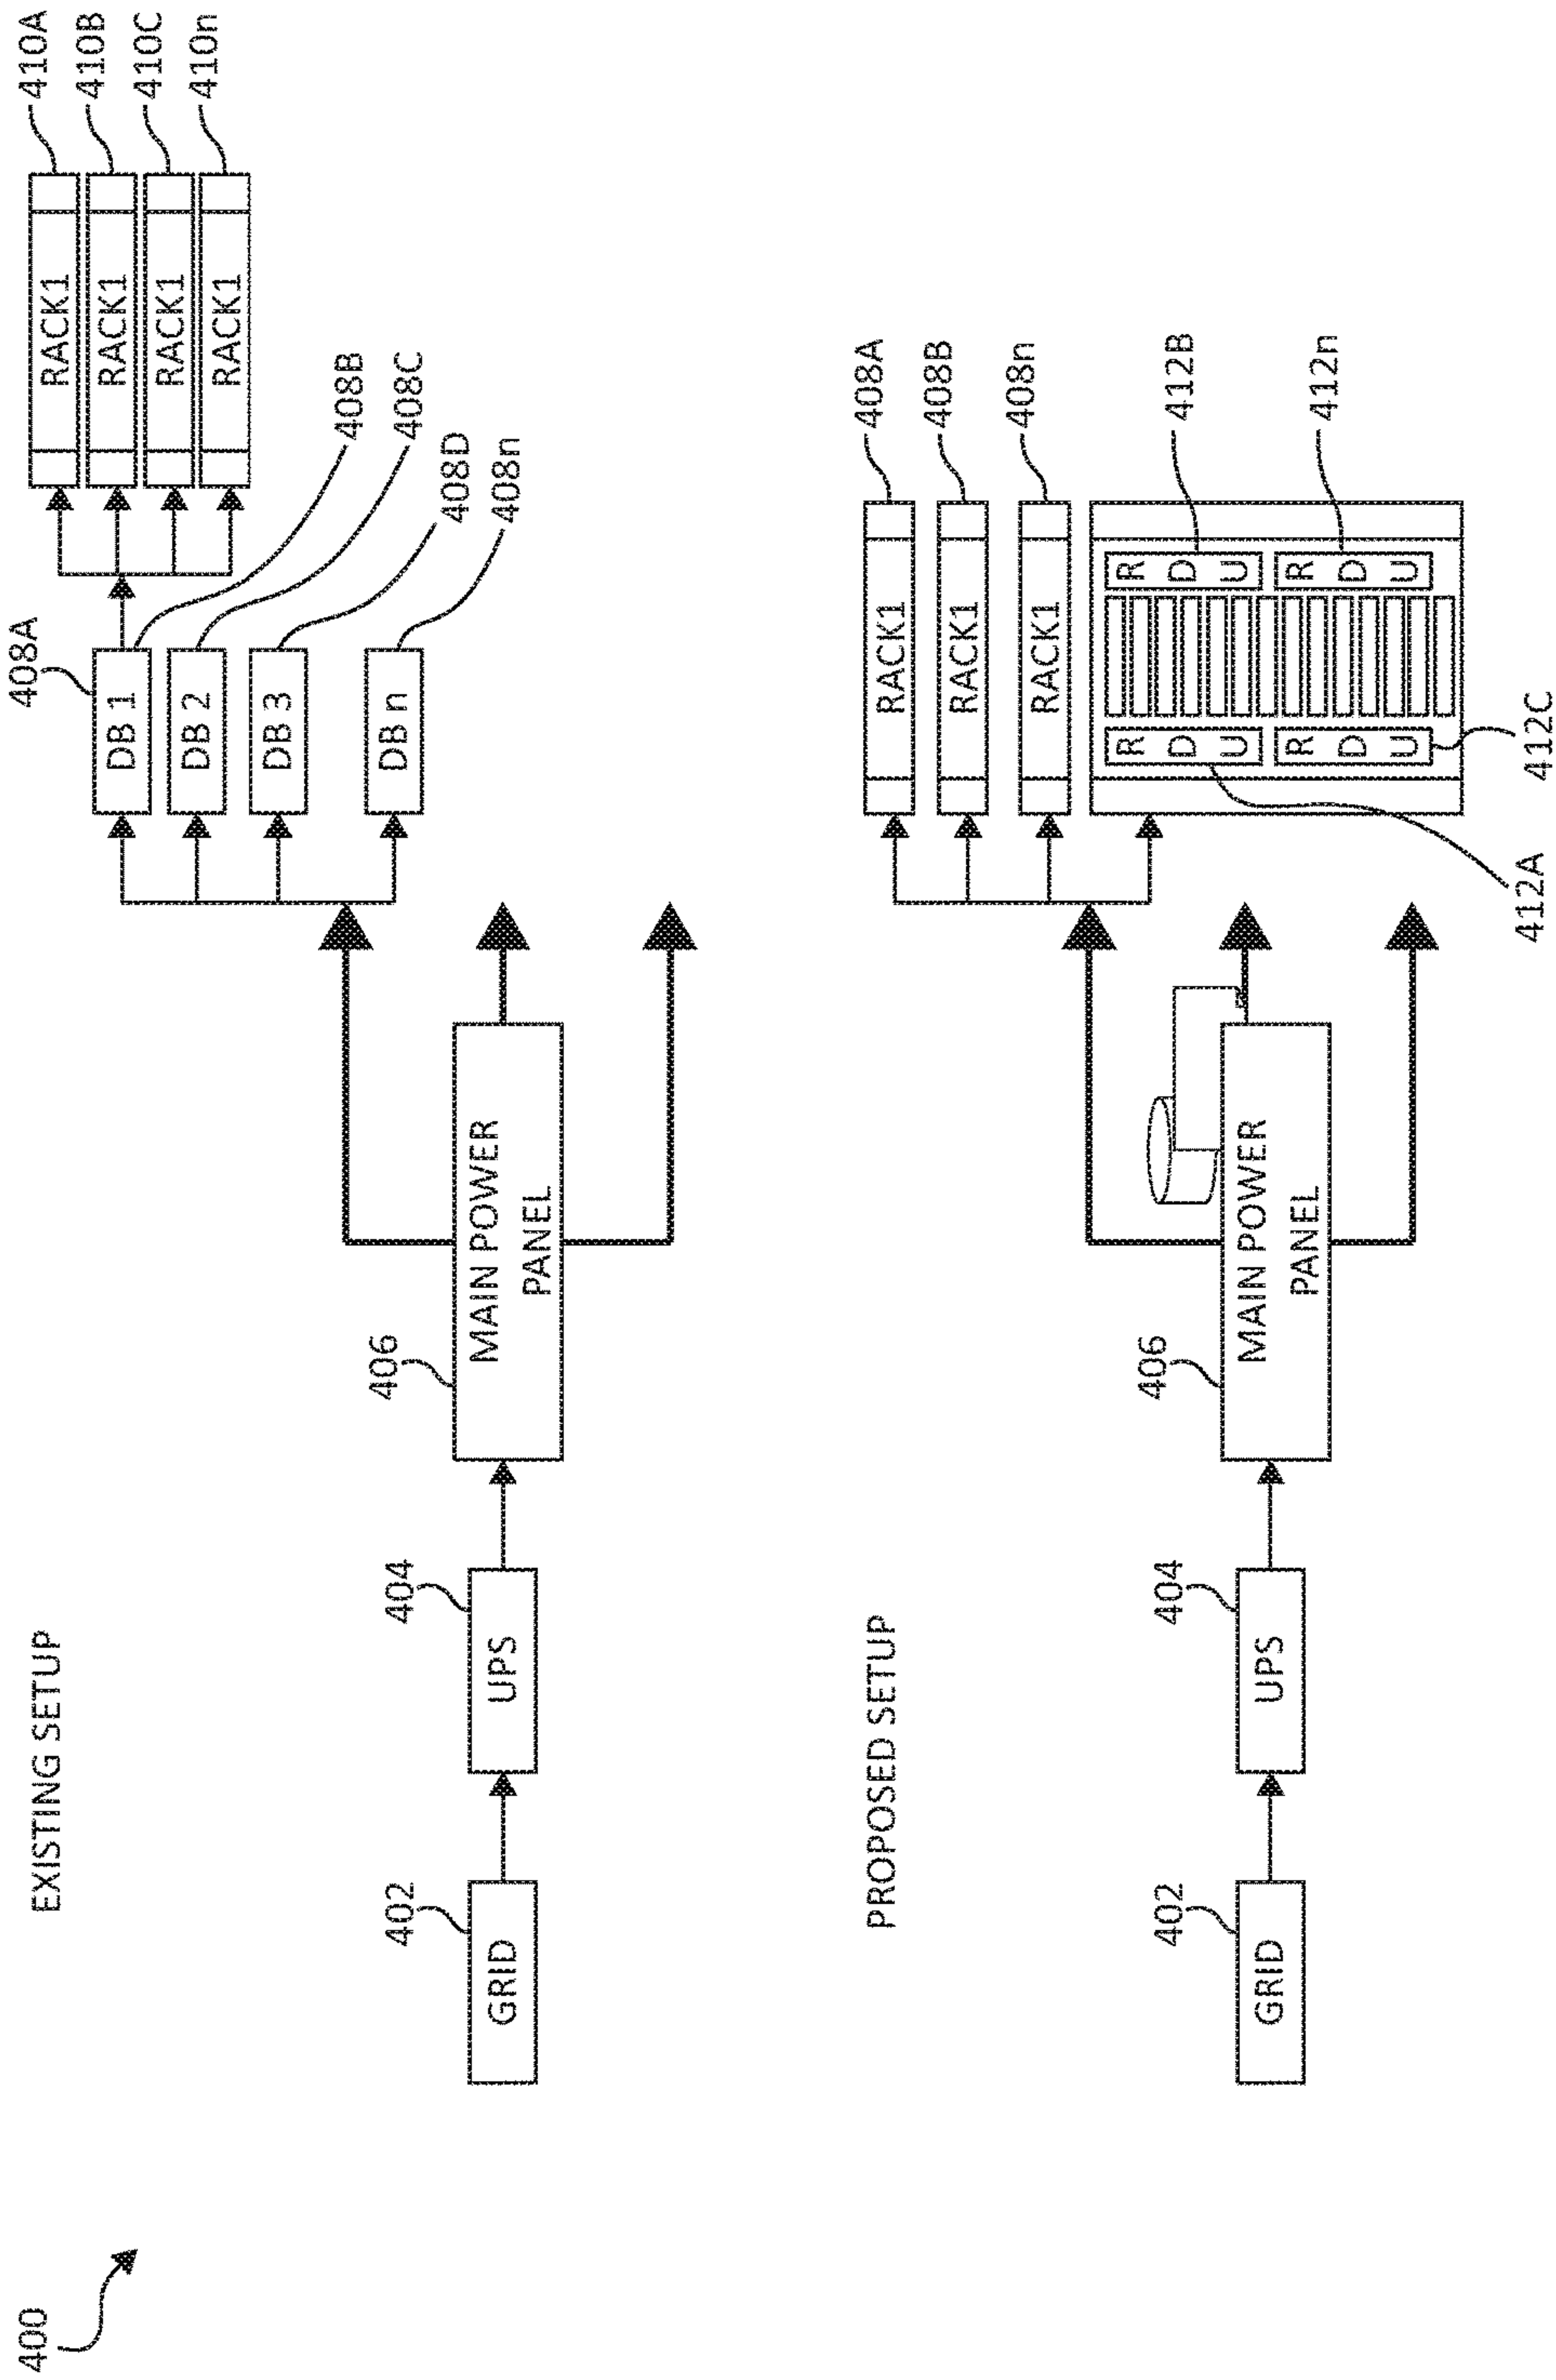 400
EXISTING SETUP
402
GRID
404
UPS
406
MAIN POWER
PANEL
408A
DB 1
DB 2
DB 3
DB n
408B
408C
408D
408n
RACK1
RACK1
RACK1
RACK1
410A
410B
410C
410n
PROPOSED SETUP
402
GRID
404
UPS
406
MAIN POWER
PANEL
RACK1
RACK1
RACK1
408A
408B
408n
R D U
R D U
R D U
R D U
412A
412C
412B
412n